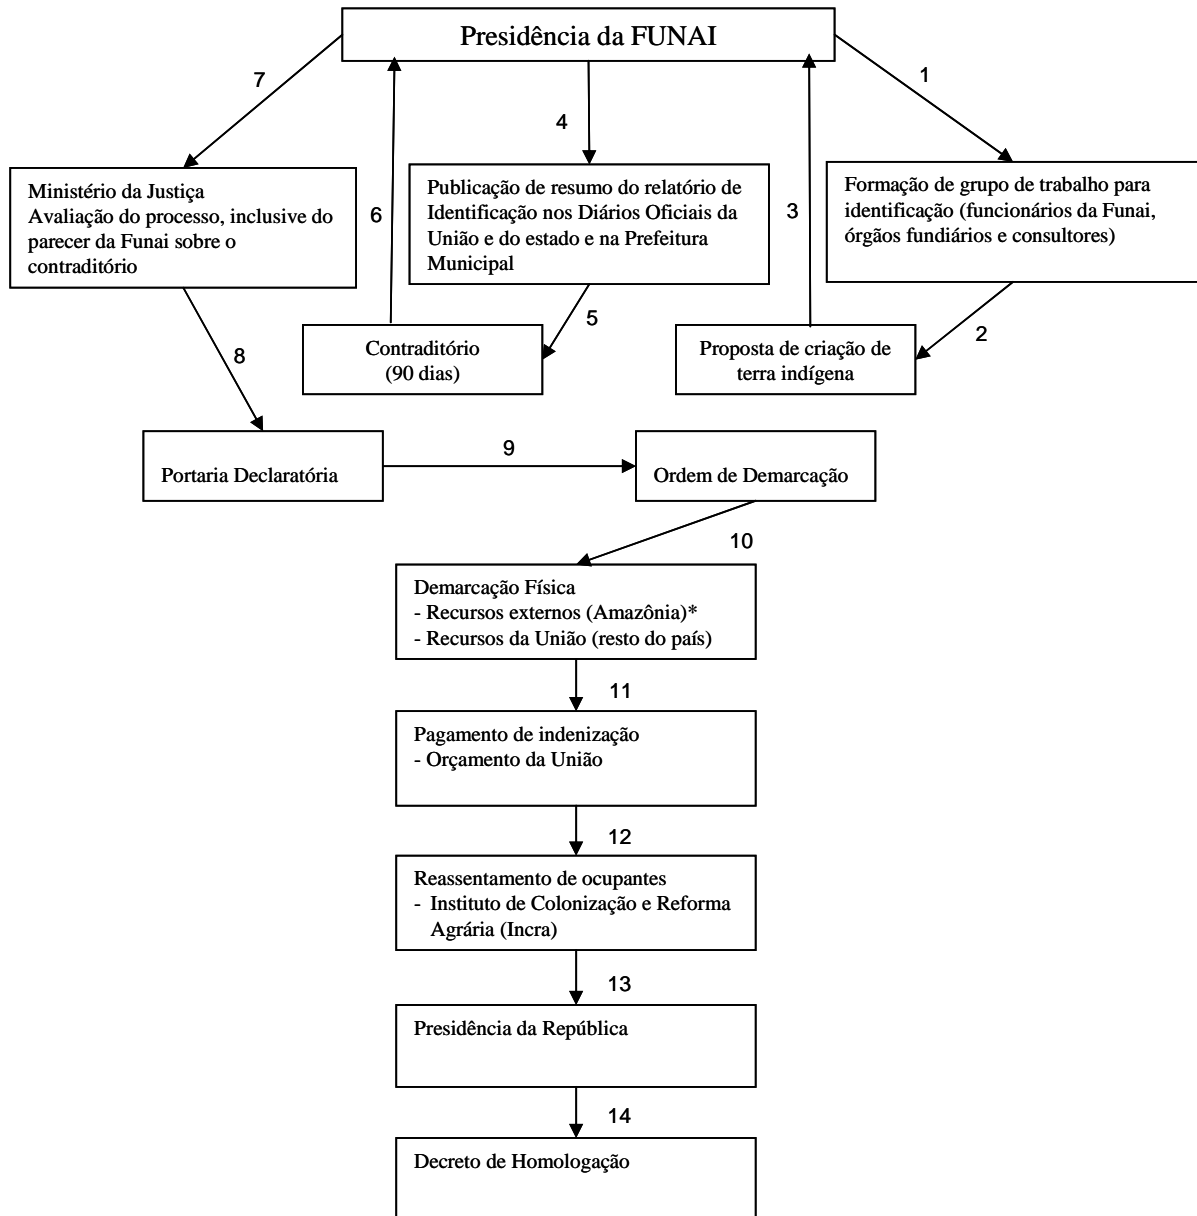 Presidência da FUNAI
7
4
1
Ministério da Justiça
Avaliação do processo, inclusive do
parecer da Funai sobre o
contraditório
6
Publicação de resumo do relatório de
Identificação nos Diários Oficiais da
União e do estado e na Prefeitura
Municipal
3
Formação de grupo de trabalho para
identificação (funcionários da Funai,
órgãos fundiários e consultores)
5
2
Contraditório
(90 dias)
Proposta de criação de
terra indígena
8
Portaria Declaratória
9
Ordem de Demarcação
10
Demarcação Física
- Recursos externos (Amazônia)*
- Recursos da União (resto do país)
11
Pagamento de indenização
- Orçamento da União
12
Reassentamento de ocupantes
- Instituto de Colonização e Reforma
Agrária (Incra)
13
Presidência da República
14
Decreto de Homologação